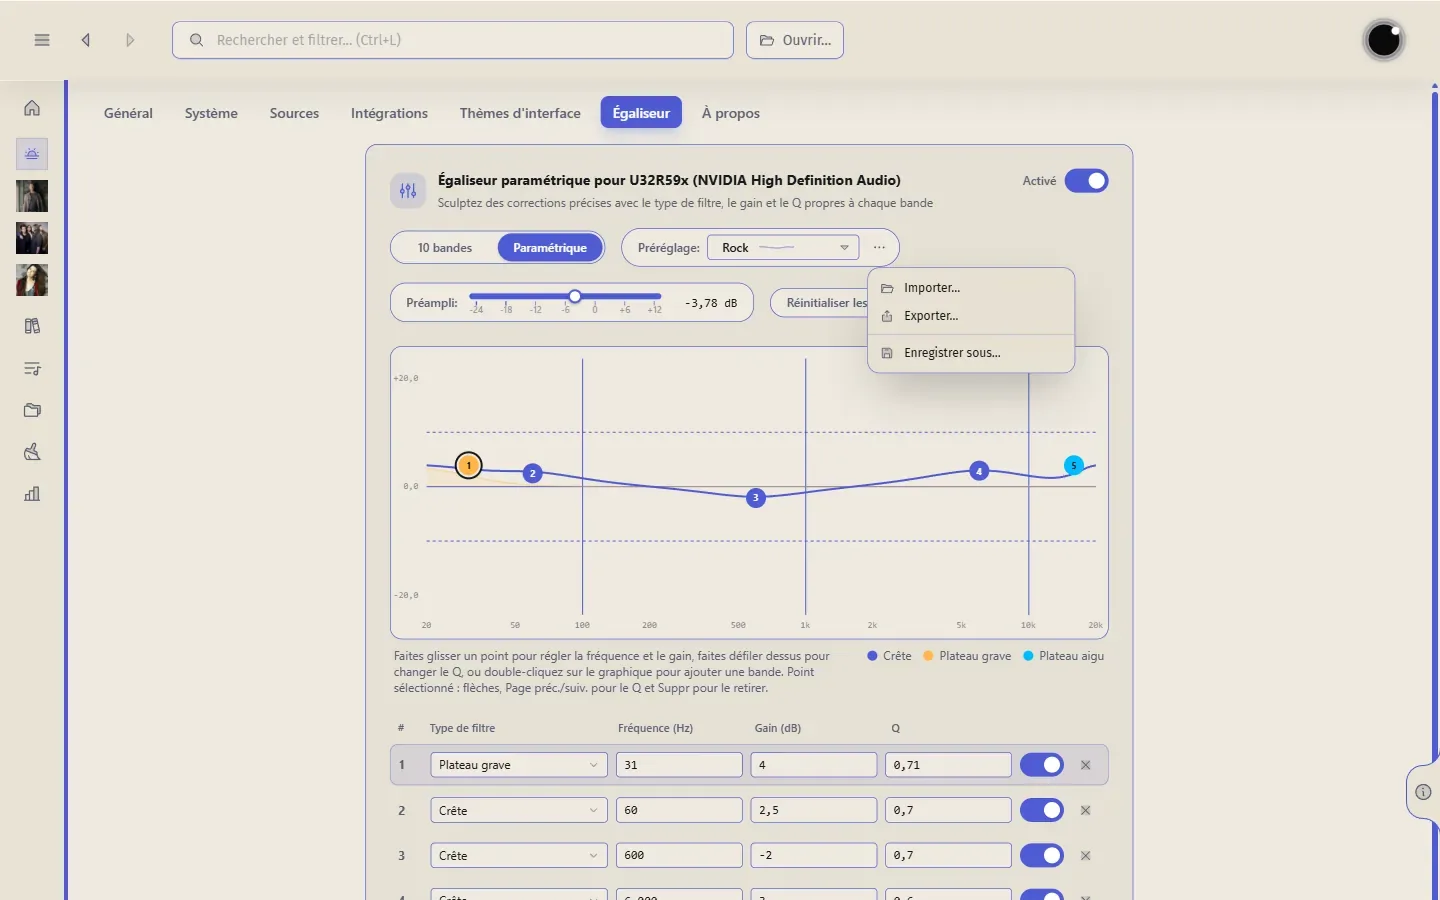 Rechercher et filtrer... (Ctrl+L)
Ouvrir...
Général
Système
Sources
Intégrations
Thèmes d'interface
Égaliseur
À propos
Égaliseur paramétrique pour U32R59x (NVIDIA High Definition Audio)
Sculptez des corrections précises avec le type de filtre, le gain et le Q propres à chaque bande
Activé
10 bandes
Paramétrique
Préréglage:
Rock
Importer...
Exporter...
Enregistrer sous...
Préampli:
-24 -18 -12 -6 0 +6 +12
-3,78 dB
Réinitialiser les
+20,0
0,0
-20,0
1
2
3
4
5
20 50 100 200 500 1k 2k 5k 10k 20k
Faites glisser un point pour régler la fréquence et le gain, faites défiler dessus pour
changer le Q, ou double-cliquez sur le graphique pour ajouter une bande. Point
sélectionné : flèches, Page préc./suiv. pour le Q et Suppr pour le retirer.
Crête
Plateau grave
Plateau aigu
# Type de filtre Fréquence (Hz) Gain (dB) Q
1 Plateau grave 31 4 0,71
2 Crête 60 2,5 0,7
3 Crête 600 -2 0,7